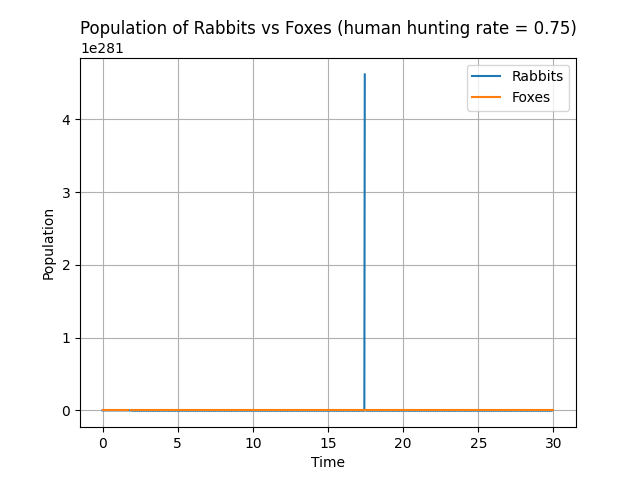 Population of Rabbits vs Foxes (human hunting rate = 0.75)
1e281
Rabbits
Foxes
4
3
2
1
0
Population
0 5 10 15 20 25 30
Time